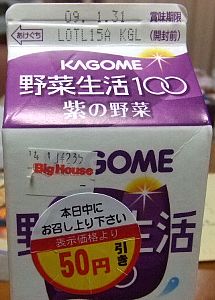 09.1.31 賞味期限
あけぐち LOTL15A KGL (開封前)
KAGOME
野菜生活100
紫の野菜
KAGOME
Big House
野菜生活
本日中に
お召し上り下さい
表示価格より
50円引き